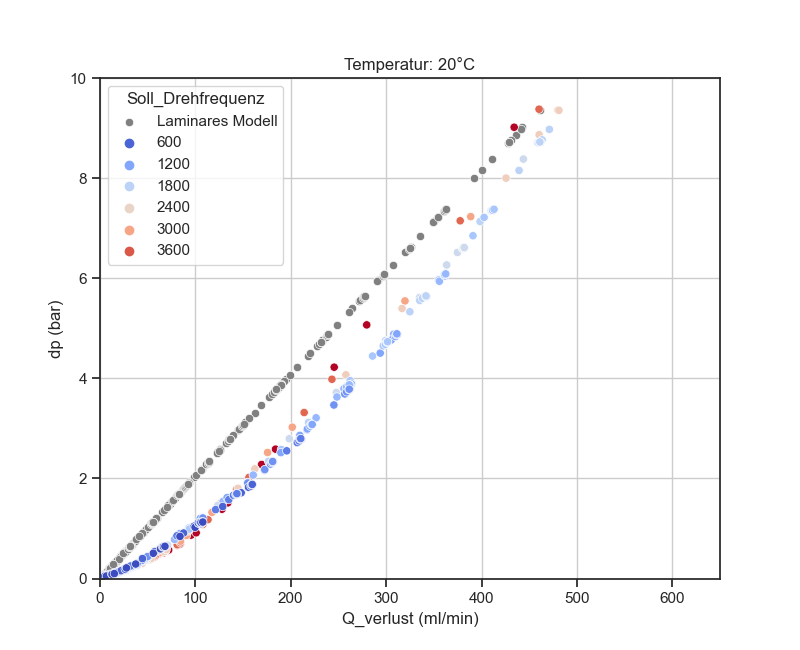 Temperatur: 20°C
10
8
6
4
2
0
dp (bar)
Soll_Drehfrequenz
Laminares Modell
600
1200
1800
2400
3000
3600
0 100 200 300 400 500 600
Q_verlust (ml/min)